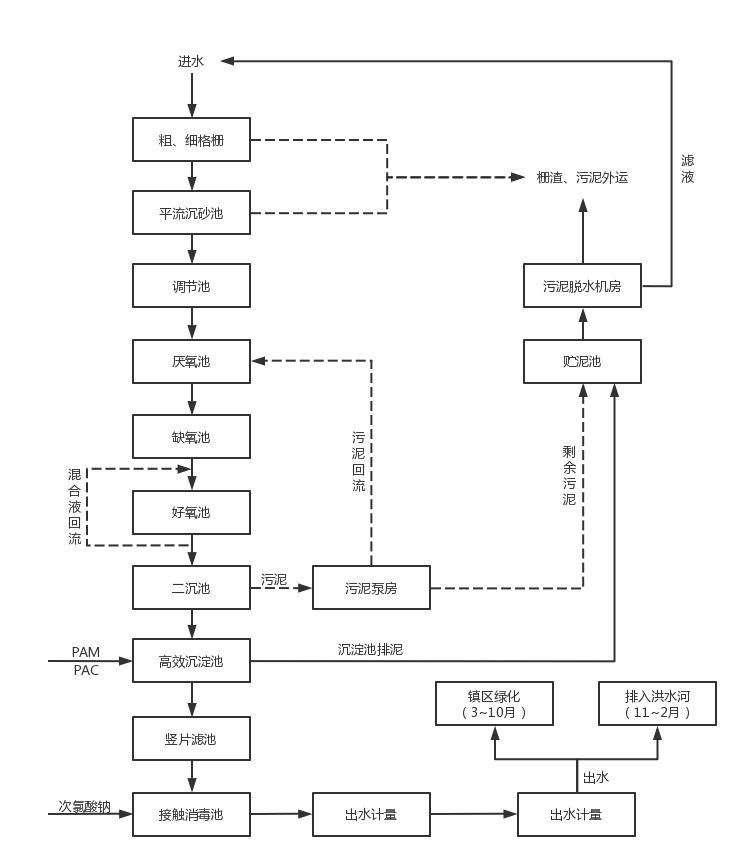 进水
粗、细格栅
栅渣、污泥外运
滤液
平流沉砂池
调节池
污泥脱水机房
厌氧池
贮泥池
缺氧池
污泥回流
剩余污泥
混合液回流
好氧池
二沉池
污泥
污泥泵房
PAM
PAC
高效沉淀池
沉淀池排泥
镇区绿化
（3~10月）
排入洪水河
（11~2月）
竖片滤池
出水
次氯酸钠
接触消毒池
出水计量
出水计量